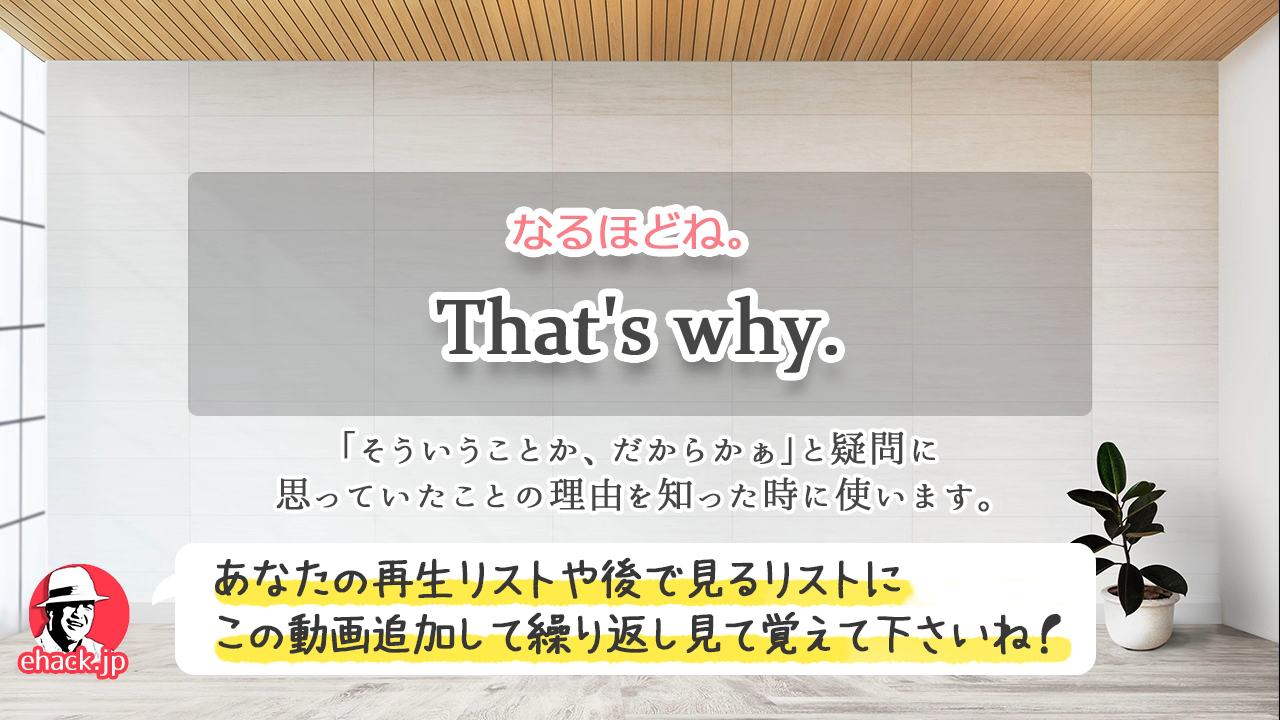 なるほどね。
That's why.
「そういうことか、だからかぁ」と疑問に
思っていたことの理由を知った時に使います。
あなたの再生リストや後で見るリストに
この動画追加して繰り返し見て覚えて下さいね!
ehack.jp